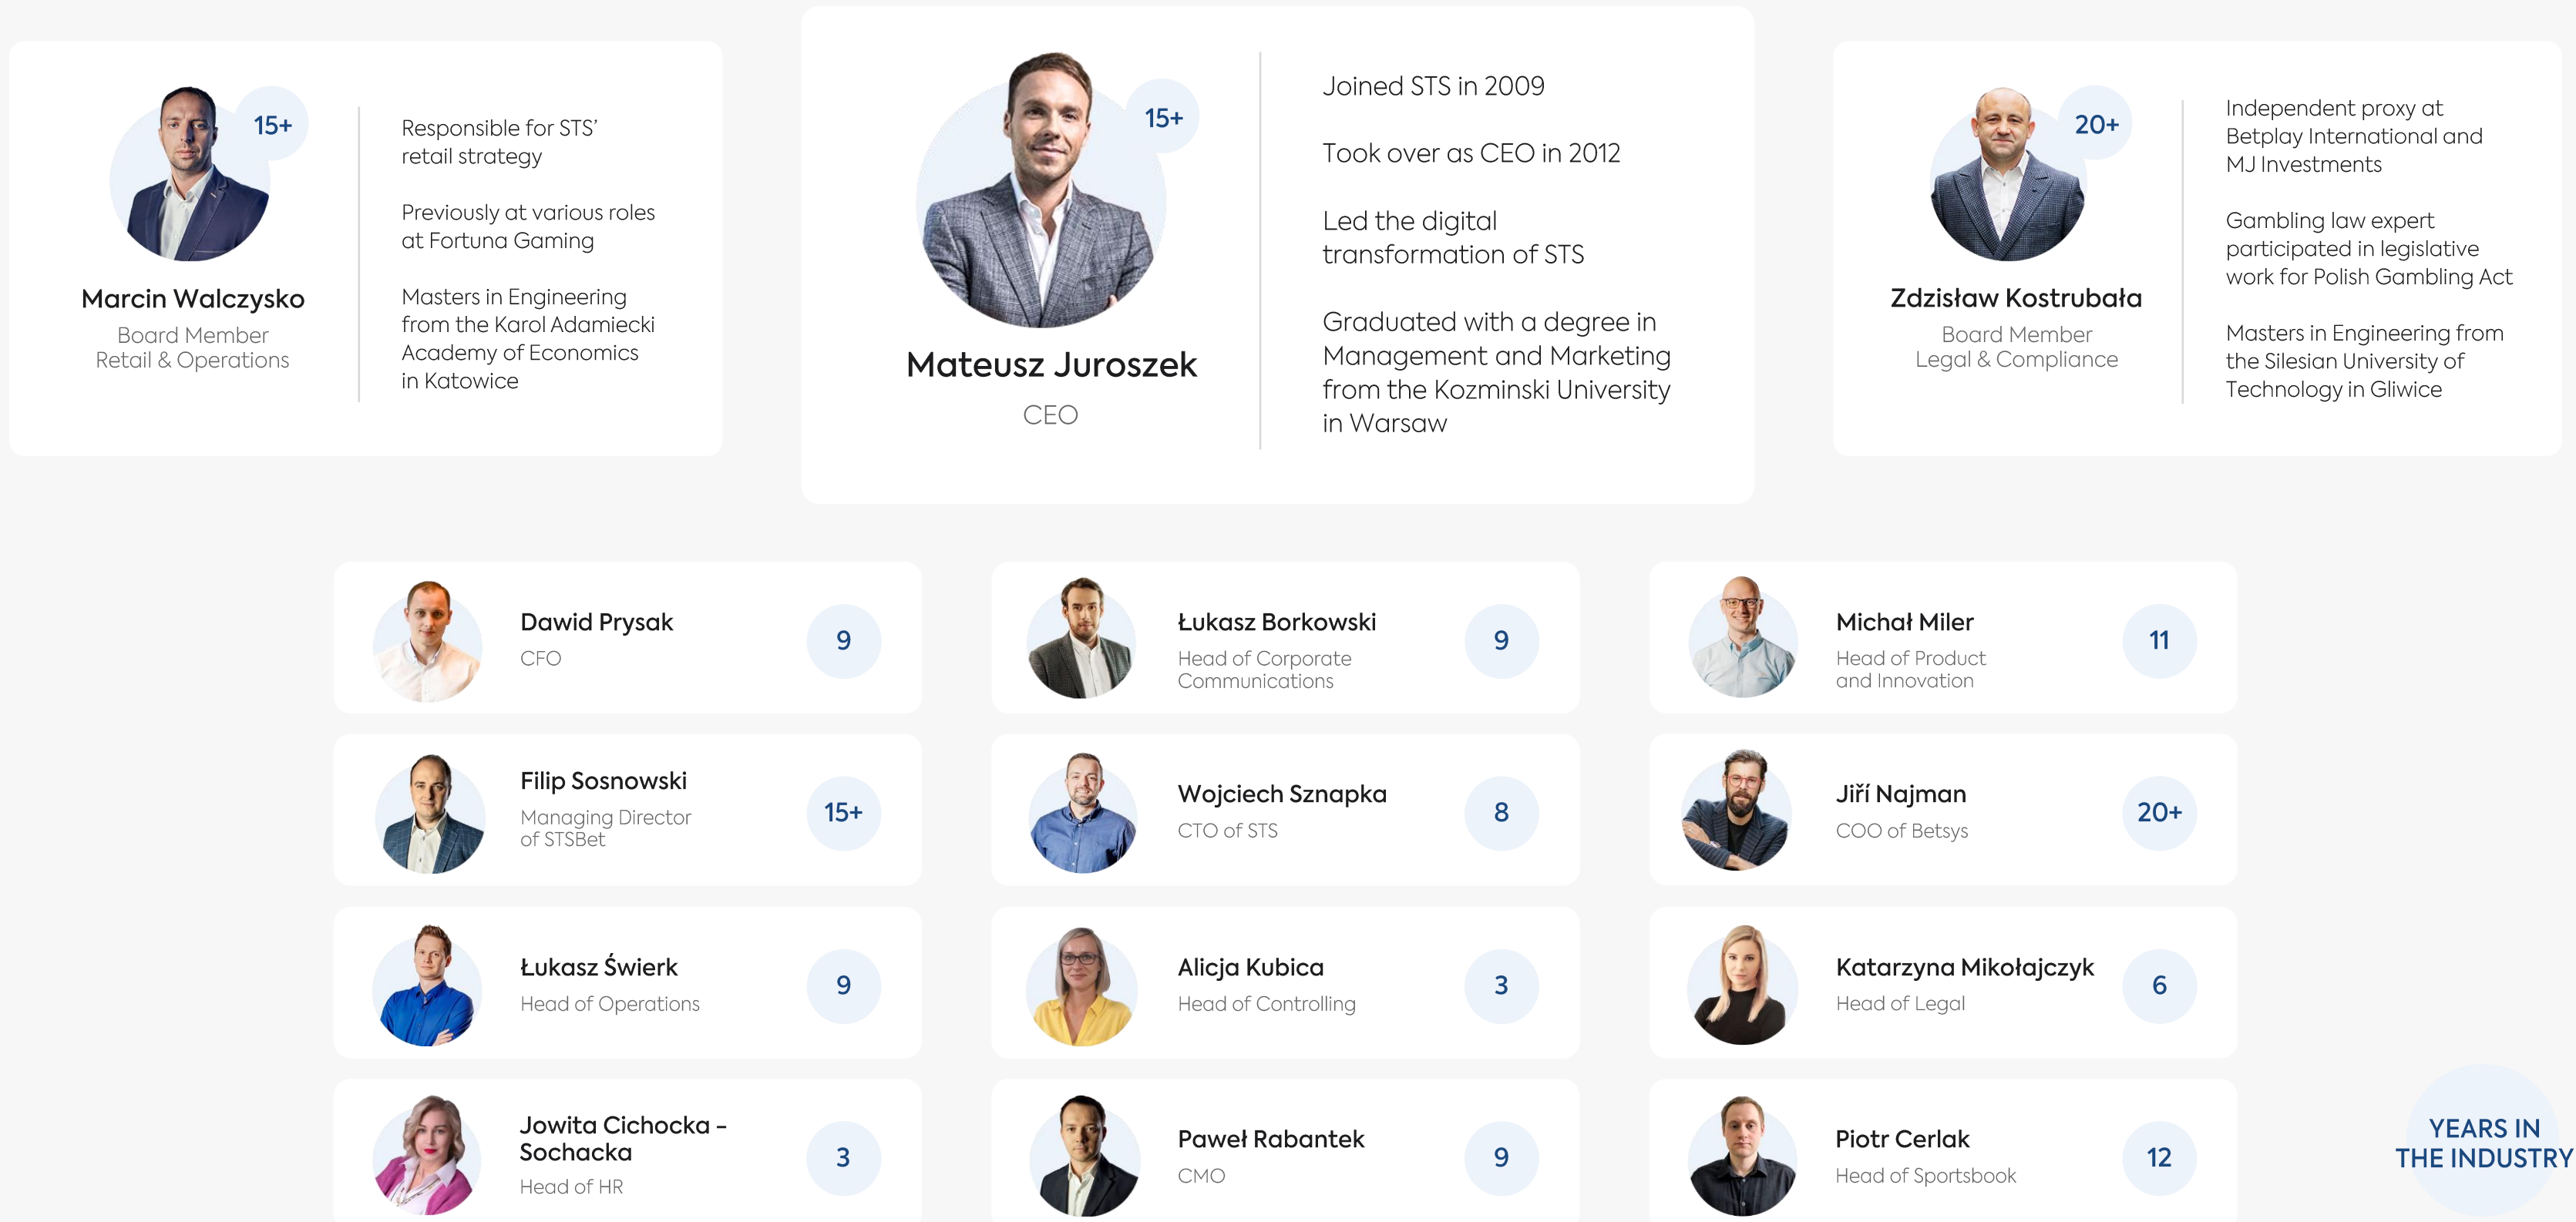 15+
Marcin Walczysko
Board Member
Retail & Operations
Responsible for STS’
retail strategy
Previously at various roles
at Fortuna Gaming
Masters in Engineering
from the Karol Adamiecki
Academy of Economics
in Katowice
15+
Mateusz Juroszek
CEO
Joined STS in 2009
Took over as CEO in 2012
Led the digital
transformation of STS
Graduated with a degree in
Management and Marketing
from the Kozminski University
in Warsaw
20+
Zdzisław Kostrubała
Board Member
Legal & Compliance
Independent proxy at
Betplay International and
MJ Investments
Gambling law expert
participated in legislative
work for Polish Gambling Act
Masters in Engineering from
the Silesian University of
Technology in Gliwice
Dawid Prysak
CFO
9
Łukasz Borkowski
Head of Corporate
Communications
9
Michał Miler
Head of Product
and Innovation
11
Filip Sosnowski
Managing Director
of STSBet
15+
Wojciech Sznapka
CTO of STS
8
Jiří Najman
COO of Betsys
20+
Łukasz Świerk
Head of Operations
9
Alicja Kubica
Head of Controlling
3
Katarzyna Mikołajczyk
Head of Legal
6
Jowita Cichocka -
Sochacka
Head of HR
3
Paweł Rabantek
CMO
9
Piotr Cerlak
Head of Sportsbook
12
YEARS IN
THE INDUSTRY